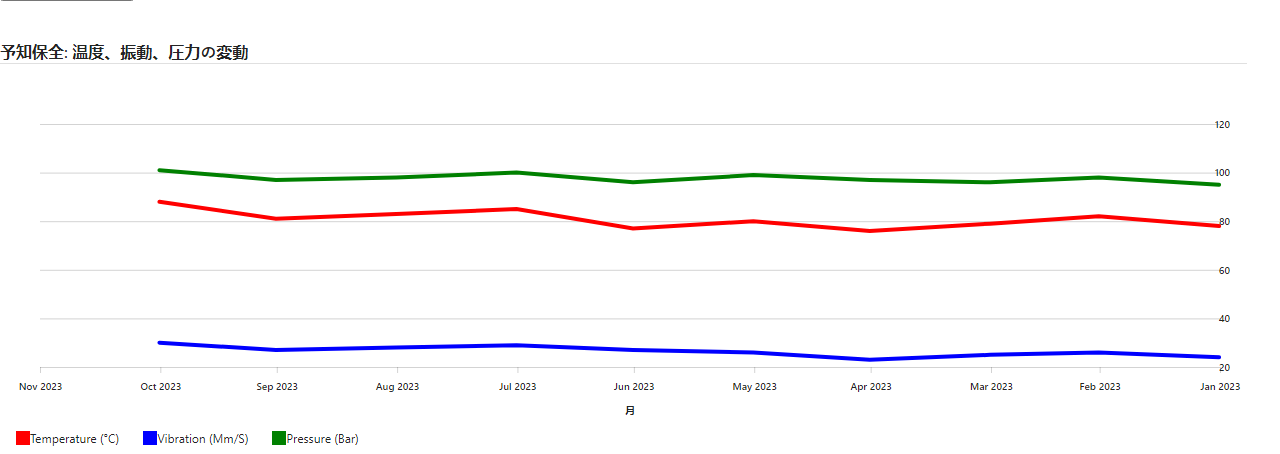 予知保全: 温度、振動、圧力の変動
120
100
80
60
40
20
Nov 2023 Oct 2023 Sep 2023 Aug 2023 Jul 2023 Jun 2023 May 2023 Apr 2023 Mar 2023 Feb 2023 Jan 2023
月
Temperature (°C) Vibration (Mm/S) Pressure (Bar)